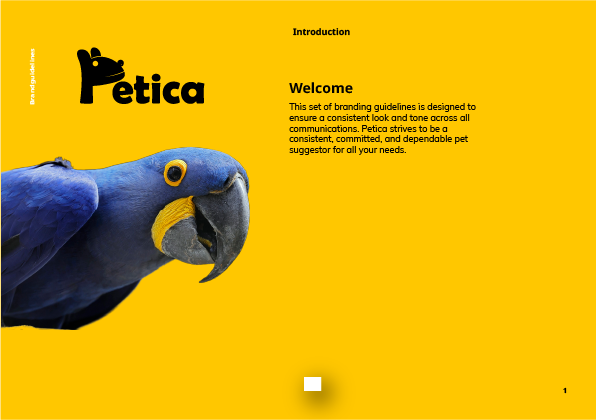 Brand guidelines
Petica
Introduction
Welcome
This set of branding guidelines is designed to
ensure a consistent look and tone across all
communications. Petica strives to be a
consistent, committed, and dependable pet
suggestor for all your needs.
1